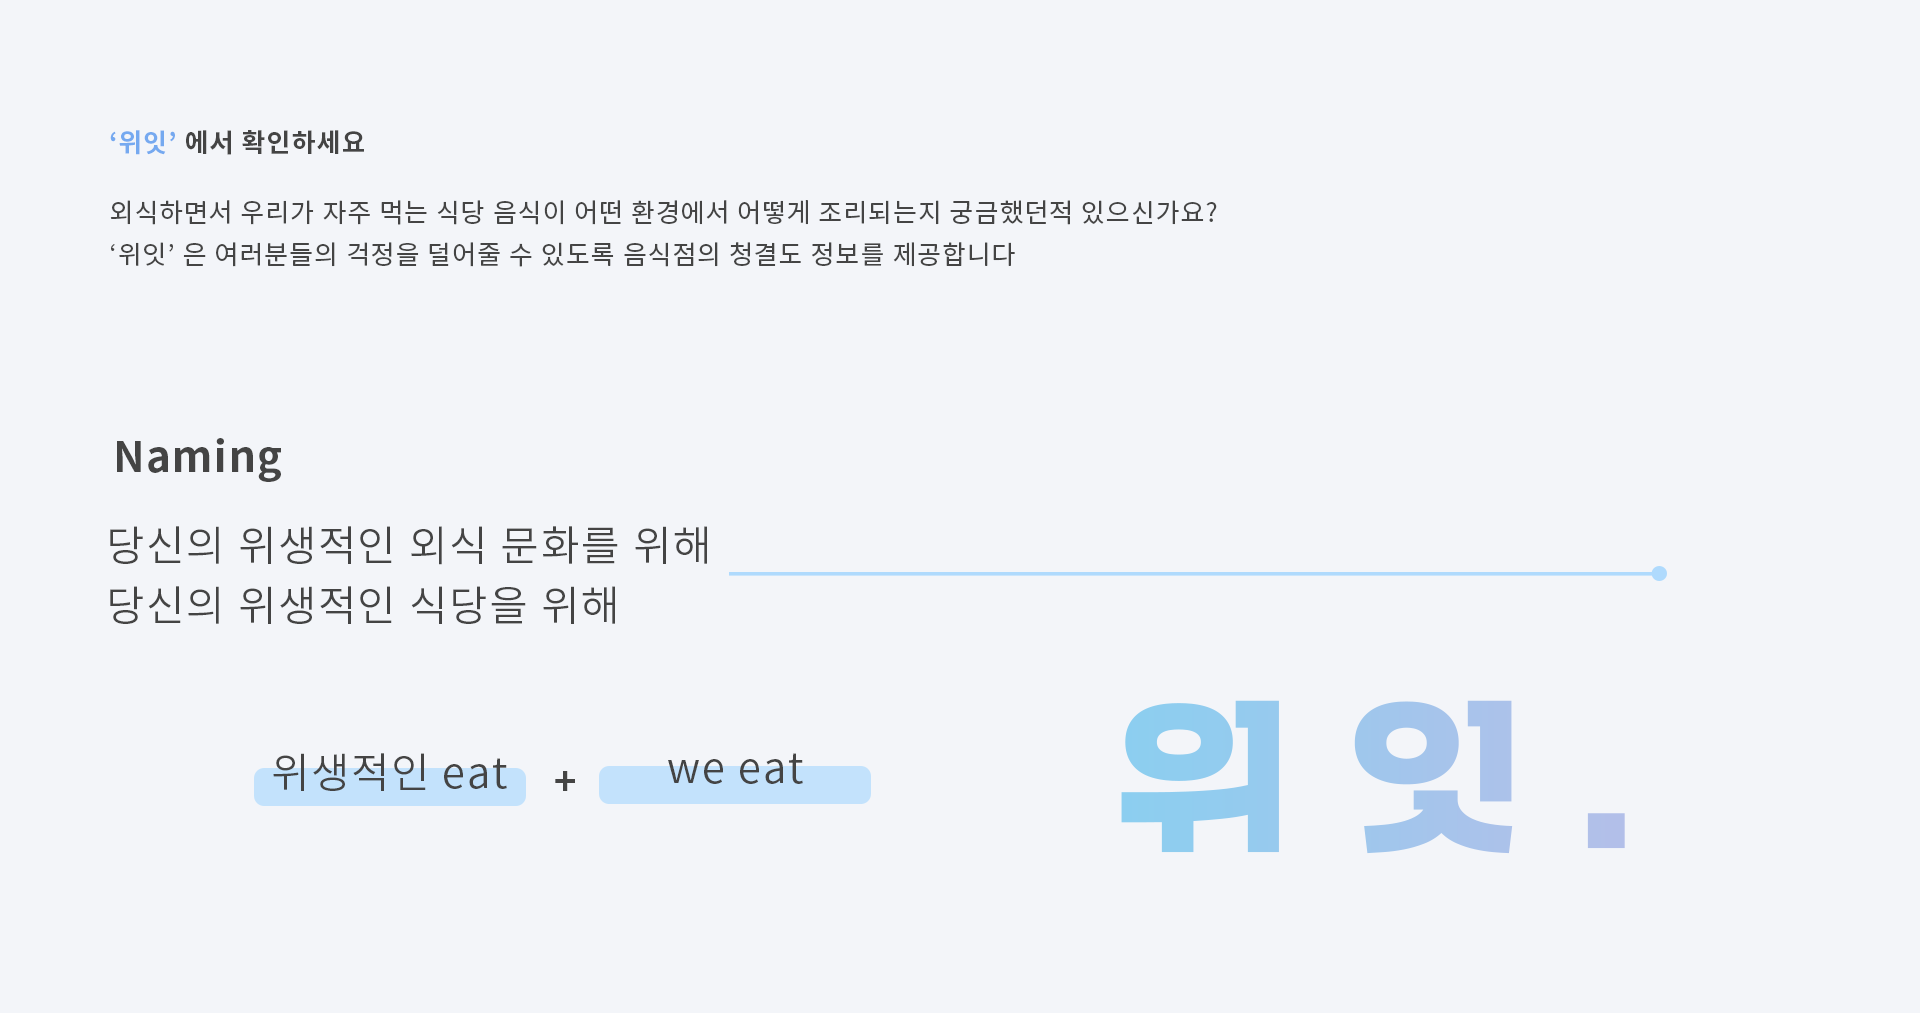 ‘위잇’ 에서 확인하세요
외식하면서 우리가 자주 먹는 식당 음식이 어떤 환경에서 어떻게 조리되는지 궁금했던적 있으신가요?
‘위잇’ 은 여러분들의 걱정을 덜어줄 수 있도록 음식점의 청결도 정보를 제공합니다
Naming
당신의 위생적인 외식 문화를 위해
당신의 위생적인 식당을 위해
위생적인 eat + we eat
위잇.